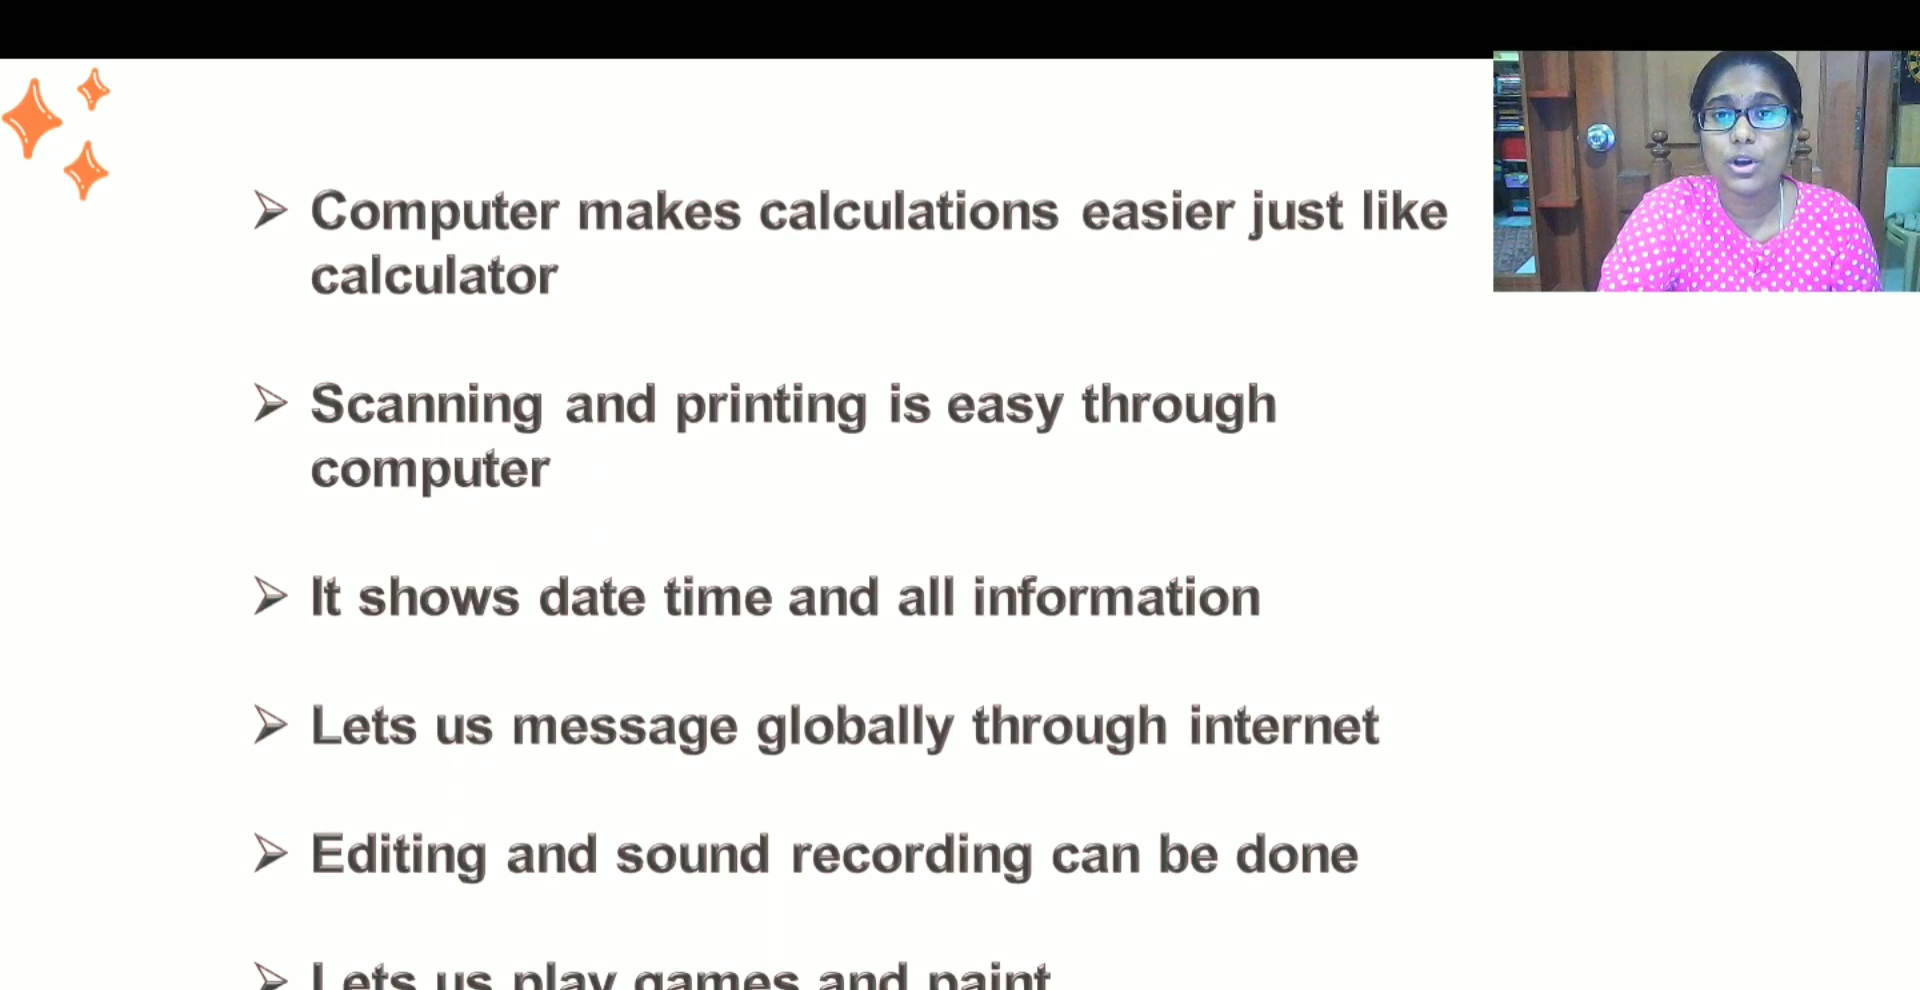 Computer makes calculations easier just like
calculator
Scanning and printing is easy through
computer
It shows date time and all information
Lets us message globally through internet
Editing and sound recording can be done
Lets us play games and paint